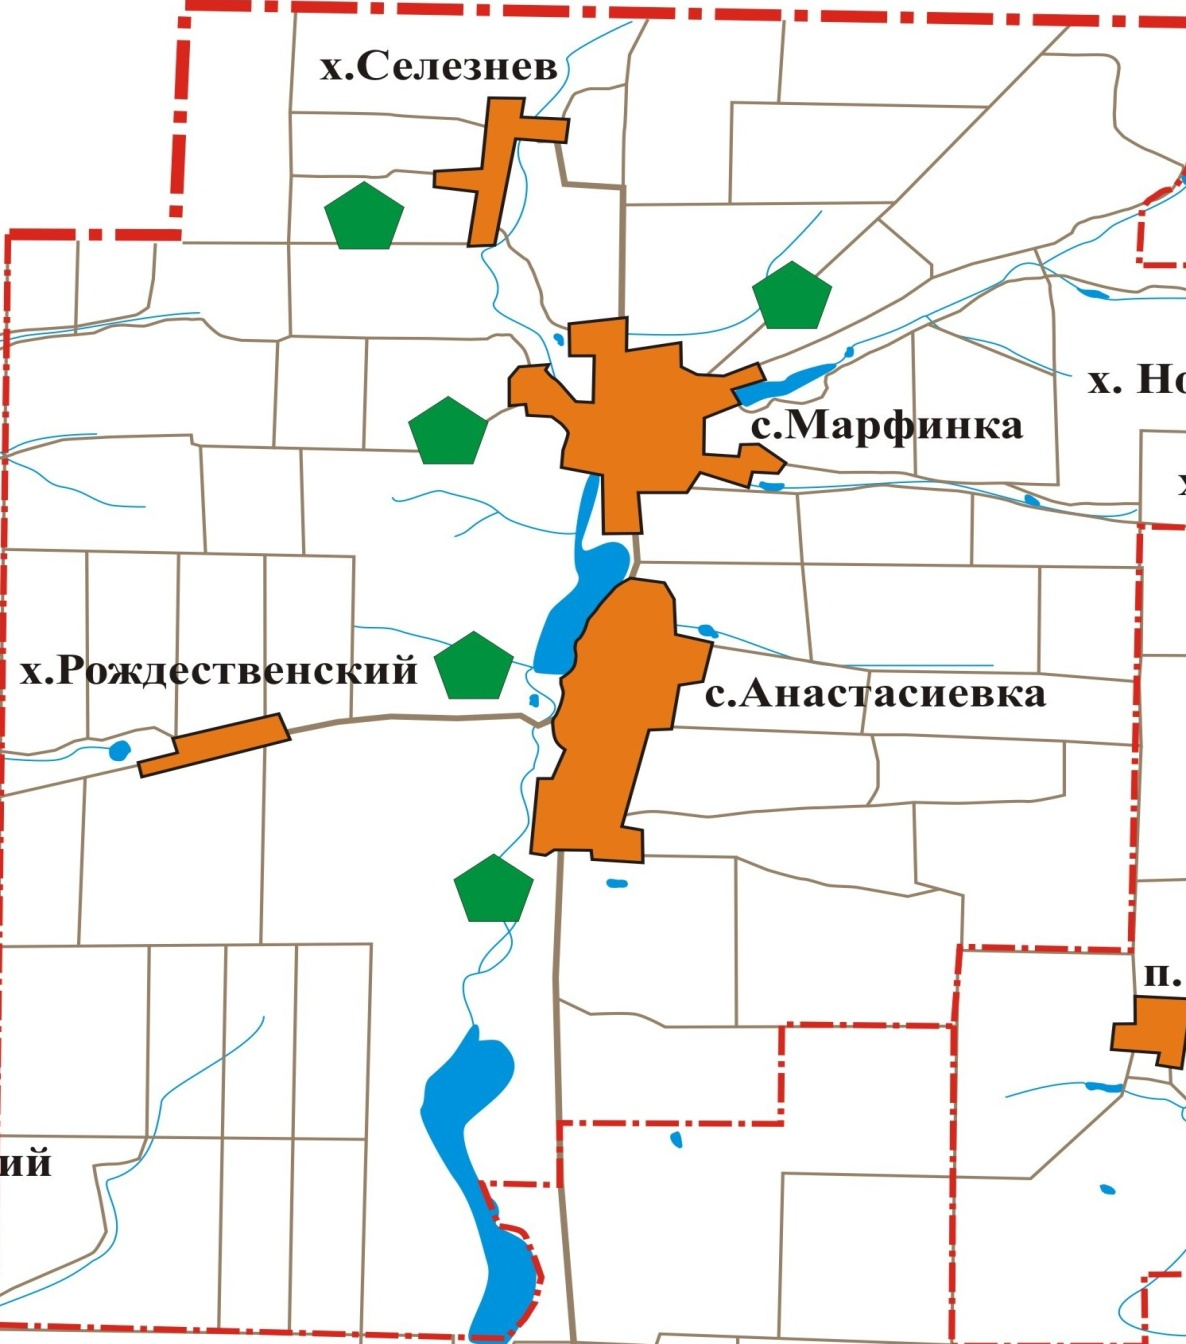 х.Селезнев
х. Но
с.Марфинка
х.Рождественский
с.Анастасиевка
п.
ий